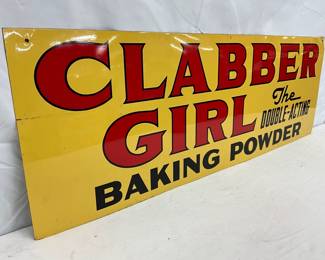 CLABBER
GIRL The
DOUBLE-ACTING
BAKING POWDER